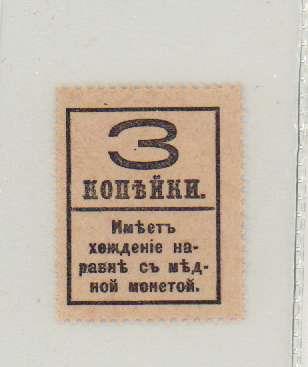 3
КОПѢЙКИ.
Имѣетъ
хожденіе на-
равнѣ съ мѣд-
ной монетой.